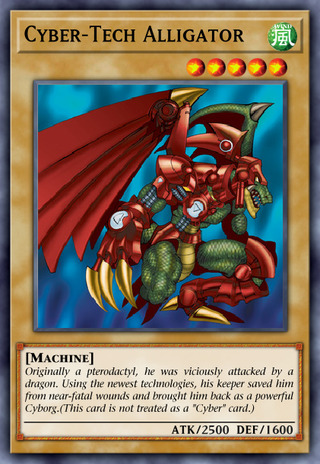 Cyber-Tech Alligator
WIND
風
[Machine]
Originally a pterodactyl, he was viciously attacked by a
dragon. Using the newest technologies, his keeper saved him
from near-fatal wounds and brought him back as a powerful
Cyborg.(This card is not treated as a "Cyber" card.)
ATK/2500 DEF/1600